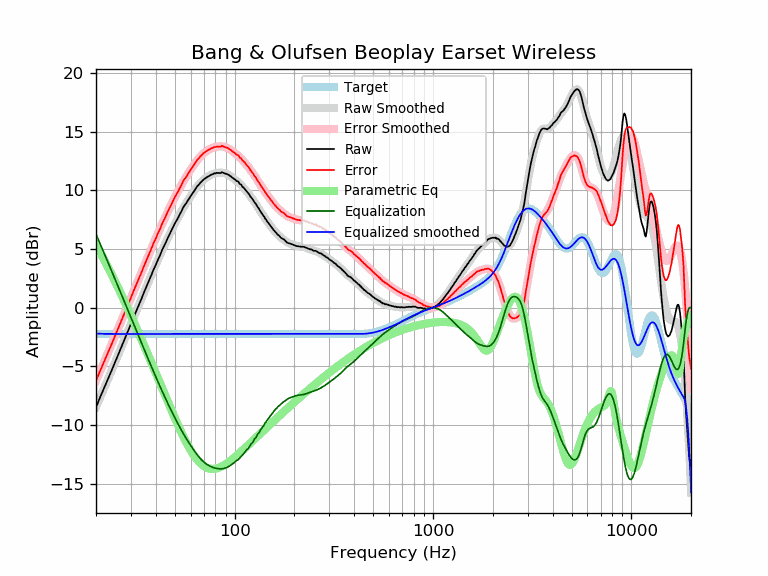 Bang & Olufsen Beoplay Earset Wireless
20
15
10
5
0
−5
−10
−15
Amplitude (dBr)
Target
Raw Smoothed
Error Smoothed
Raw
Error
Parametric Eq
Equalization
Equalized smoothed
100
1000
10000
Frequency (Hz)